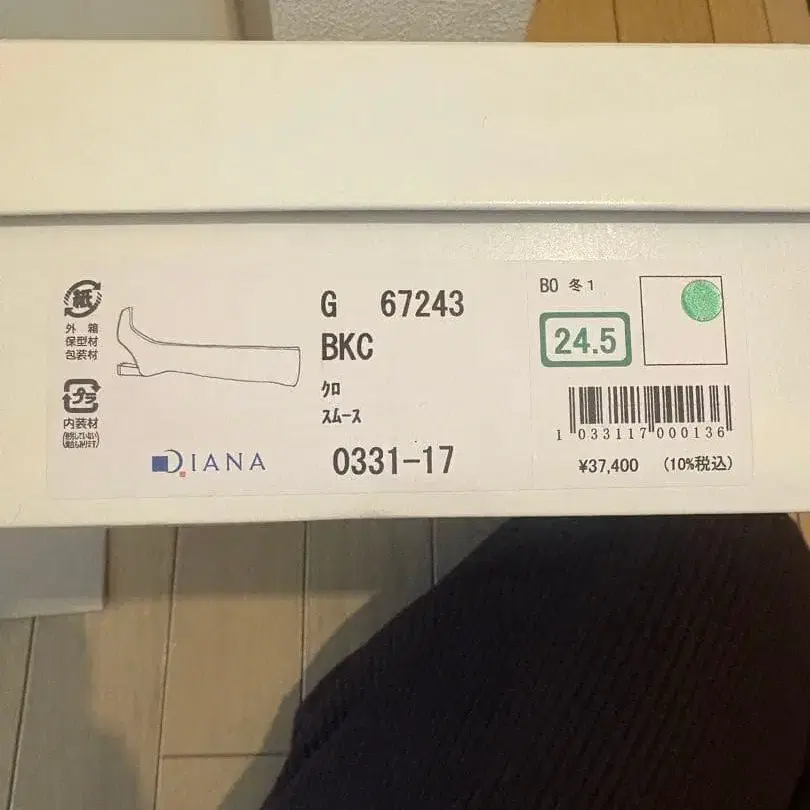 紙
外 箱
保型材
包装材
プラ
内装材
DIANA
G 67243
BKC
クロ
スムース
0331-17
BO 冬1
24.5
1 033117 000136
¥37,400 (10%税込)